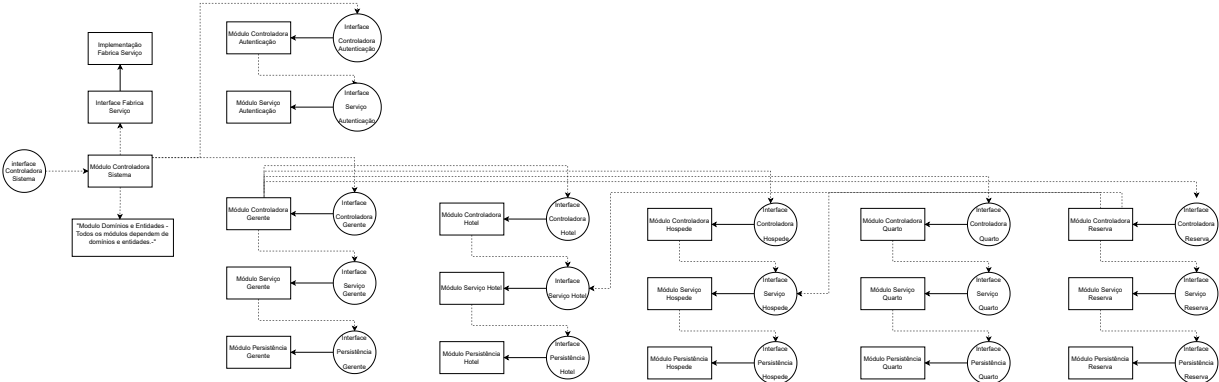 Implementação
Fabrica Serviço
Interface Fabrica
Serviço
interface
Controladora
Sistema
Módulo Controladora
Sistema
"Modulo Domínios e Entidades -
Todos os módulos dependem de
domínios e entidades.-"
Módulo Controladora
Autenticação
Interface
Controladora
Autenticação
Módulo Serviço
Autenticação
Interface
Serviço
Autenticação
Módulo Controladora
Gerente
Interface
Controladora
Gerente
Módulo Serviço
Gerente
Interface
Serviço
Gerente
Módulo Persistência
Gerente
Interface
Persistência
Gerente
Módulo Controladora
Hotel
Interface
Controladora
Hotel
Módulo Serviço Hotel
Interface
Serviço Hotel
Módulo Persistência
Hotel
Interface
Persistência
Hotel
Módulo Controladora
Hospede
Interface
Controladora
Hospede
Módulo Serviço
Hospede
Interface
Serviço
Hospede
Módulo Persistência
Hospede
Interface
Persistência
Hospede
Módulo Controladora
Quarto
Interface
Controladora
Quarto
Módulo Serviço
Quarto
Interface
Serviço
Quarto
Módulo Persistência
Quarto
Interface
Persistência
Quarto
Módulo Controladora
Reserva
Interface
Controladora
Reserva
Módulo Serviço
Reserva
Interface
Serviço
Reserva
Módulo Persistência
Reserva
Interface
Persistência
Reserva